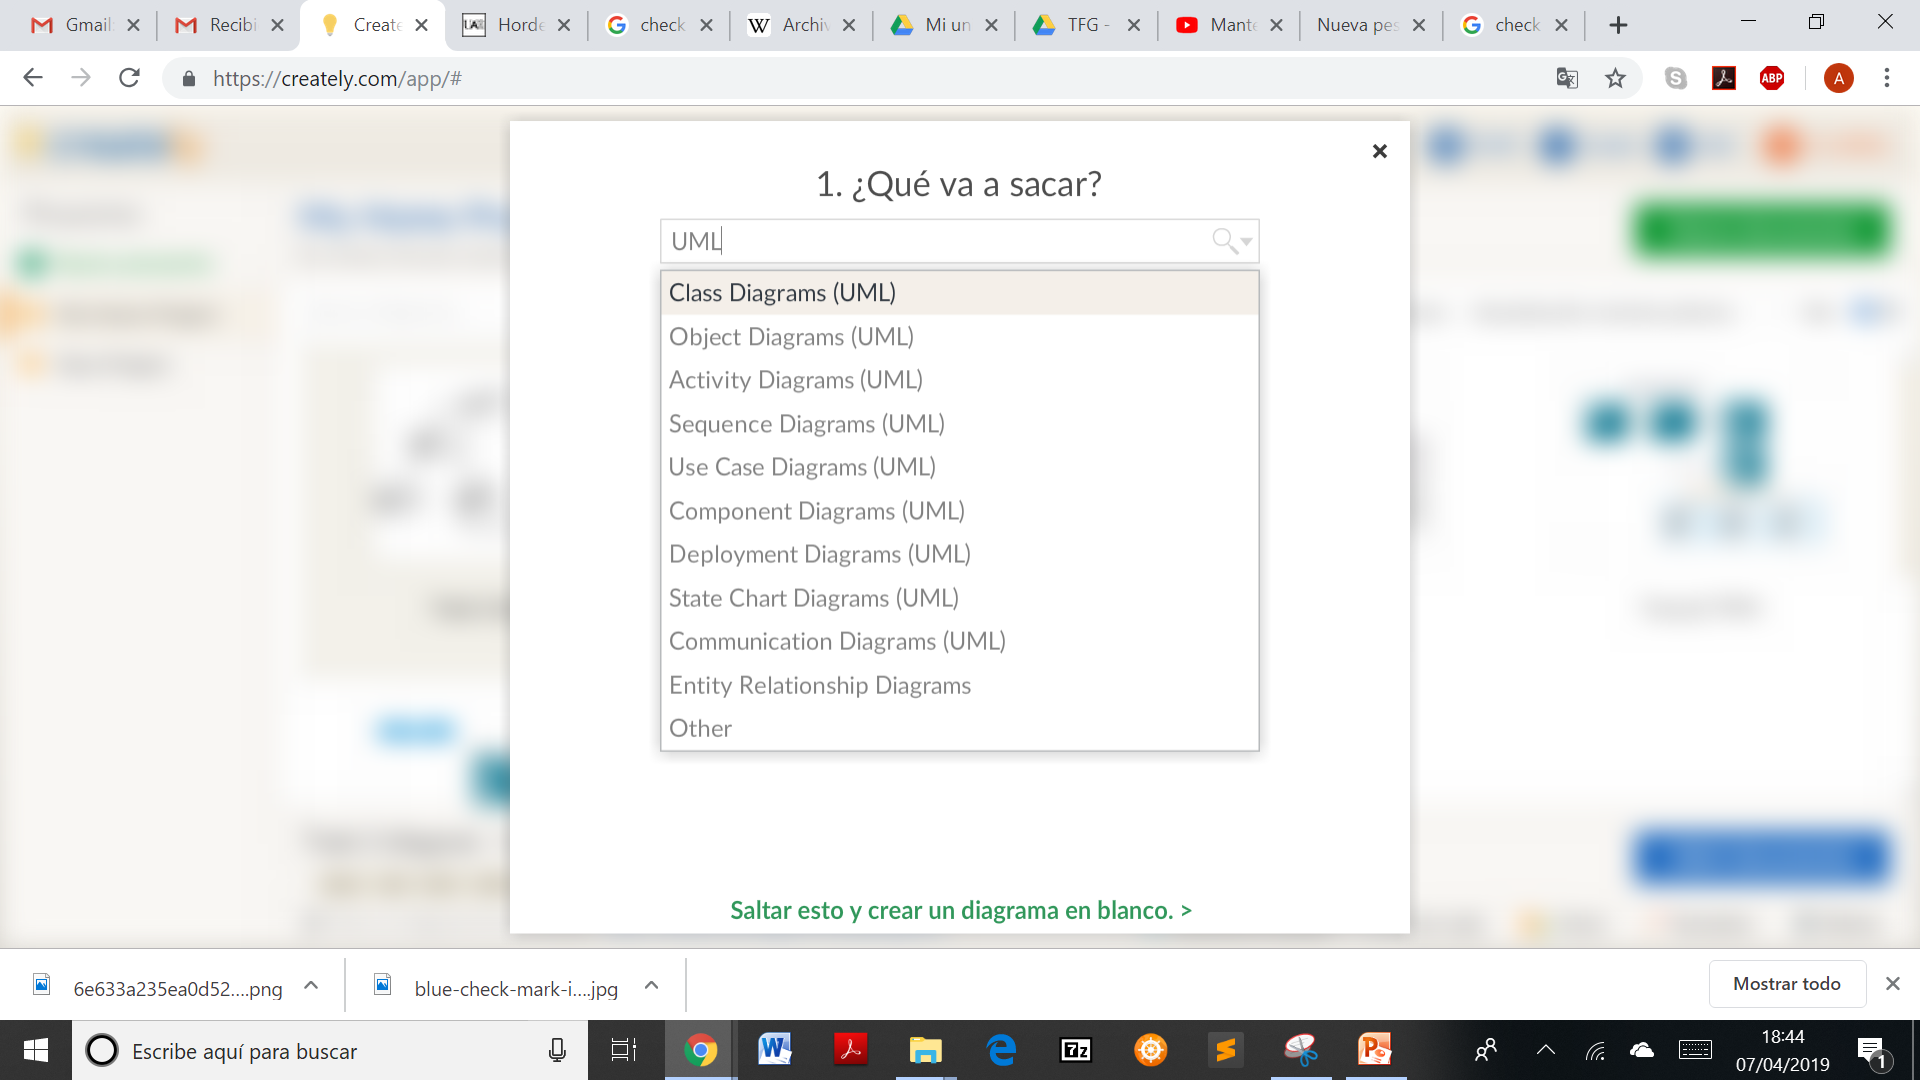 Gmail
Recibi
Create
Horde
check
Archiv
Mi un
TFG -
Mante
Nueva pes
check
https://creately.com/app/#
ABP
A
1. ¿Qué va a sacar?
UML
Class Diagrams (UML)
Object Diagrams (UML)
Activity Diagrams (UML)
Sequence Diagrams (UML)
Use Case Diagrams (UML)
Component Diagrams (UML)
Deployment Diagrams (UML)
State Chart Diagrams (UML)
Communication Diagrams (UML)
Entity Relationship Diagrams
Other
Saltar esto y crear un diagrama en blanco. >
6e633a235ea0d52....png
blue-check-mark-i....jpg
Mostrar todo
Escribe aquí para buscar
7z
18:44
07/04/2019
1